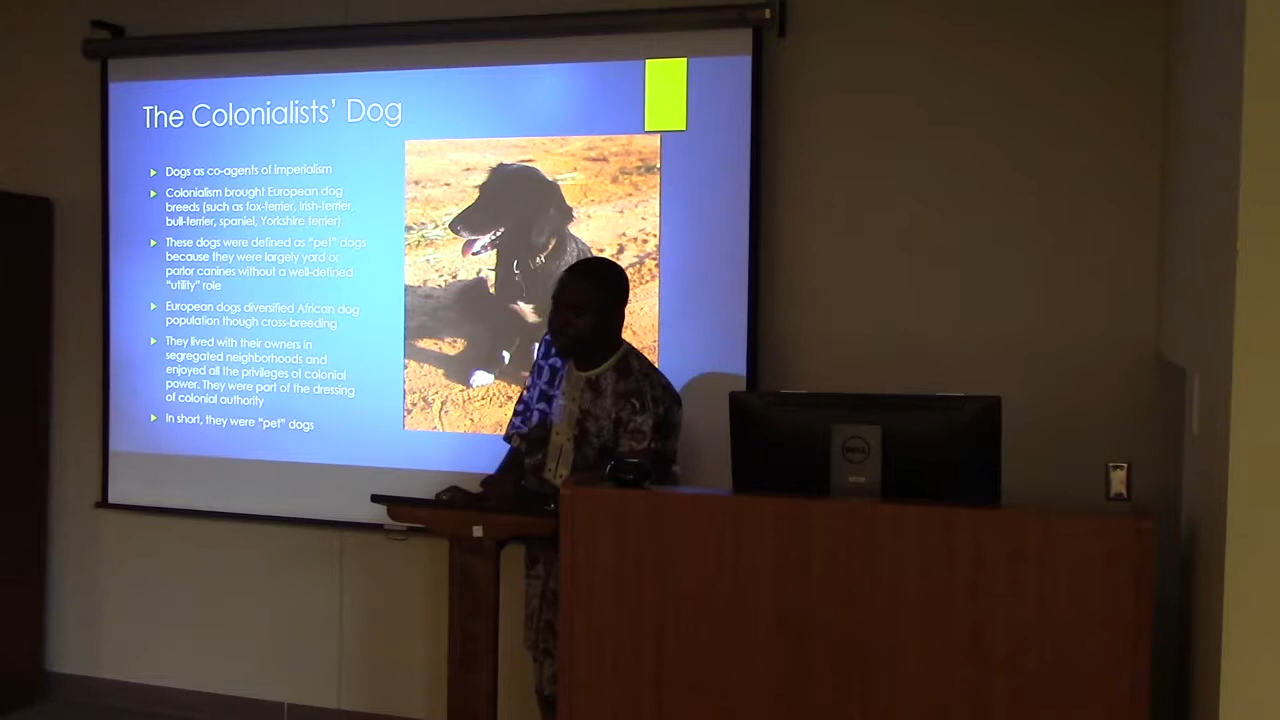 The Colonialists' Dog
Dogs as co-agents of imperialism
Colonialism brought European dog
breeds (such as fox-terrier, Irish-terrier,
bull-terrier, spaniel, Yorkshire terrier)
These dogs were defined as "pet" dogs
because they were largely yard or
parlor canines without a well-defined
"utility" role
European dogs diversified African dog
population though cross-breeding
They lived with their owners in
segregated neighborhoods and
enjoyed all the privileges of colonial
power. They were part of the dressing
of colonial authority
In short, they were "pet" dogs
DELL